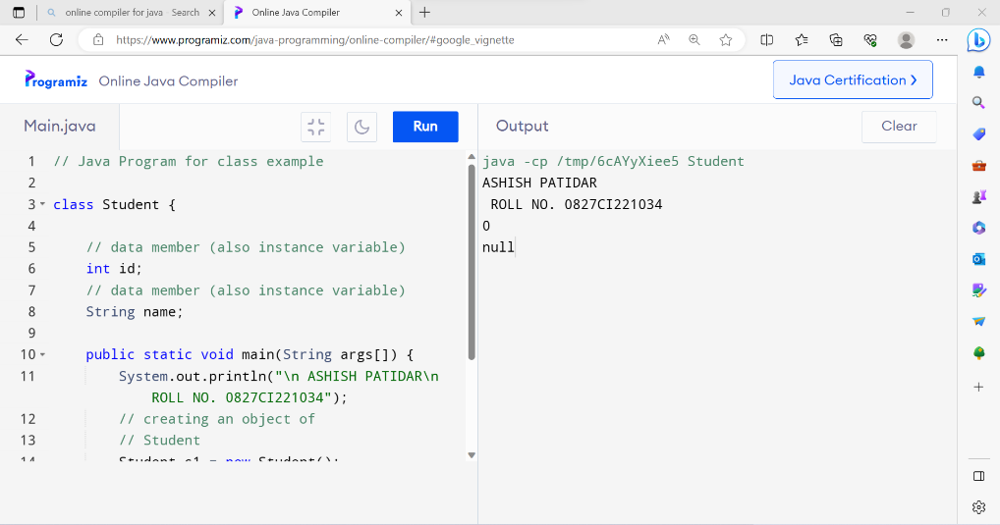 online compiler for java - Search
Online Java Compiler
https://www.programiz.com/java-programming/online-compiler/#google_vignette
Programiz Online Java Compiler
Java Certification >
Main.java
Run
Output
Clear
1 // Java Program for class example
2
3 class Student {
4
5 // data member (also instance variable)
6 int id;
7 // data member (also instance variable)
8 String name;
9
10 public static void main(String args[]) {
11 System.out.println("\n ASHISH PATIDAR\n
ROLL NO. 0827CI221034");
12 // creating an object of
13 // Student
14 Student s1 = new Student();
java -cp /tmp/6cAYyXiee5 Student
ASHISH PATIDAR
ROLL NO. 0827CI221034
0
null